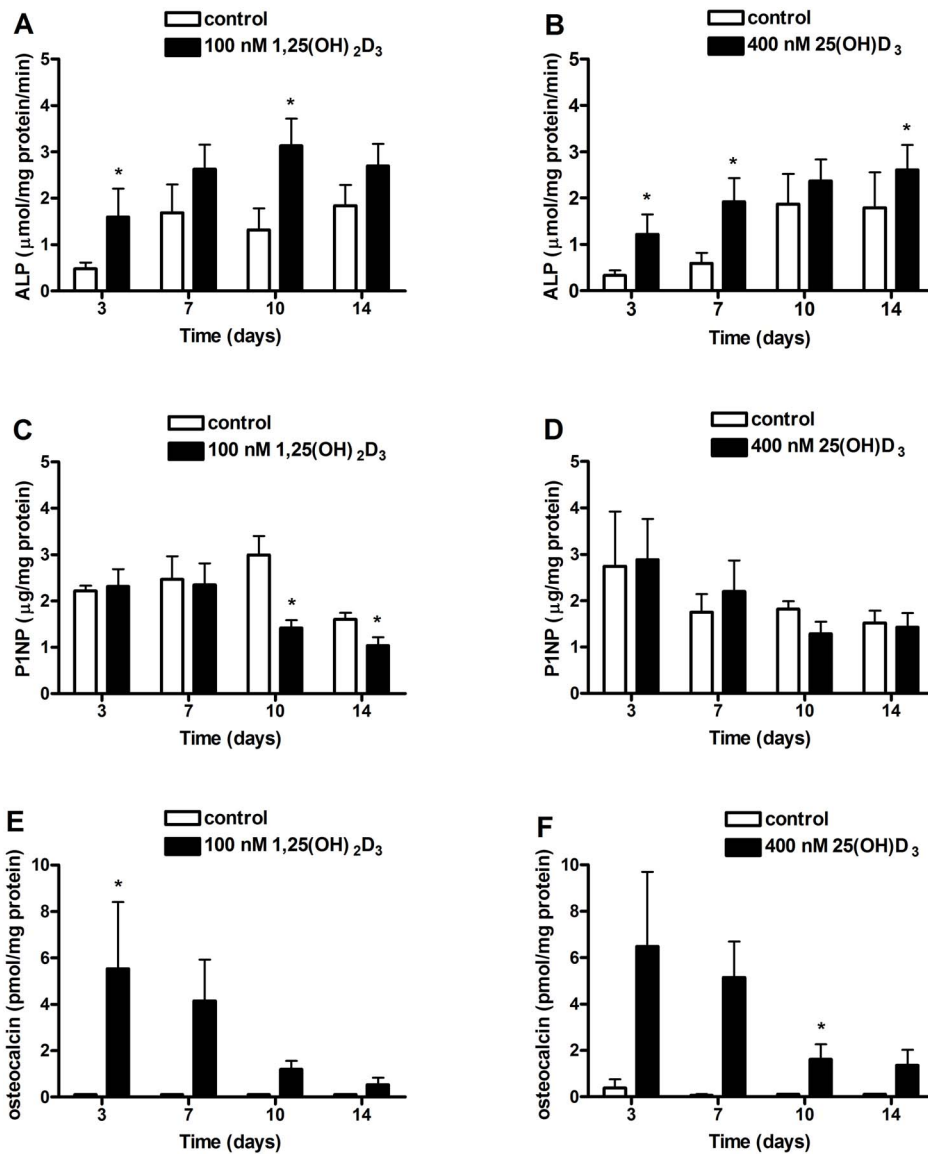 A
control
100 nM 1,25(OH) 2D3
ALP (μmol/mg protein/min)
5
4
3
2
1
0
*
*
3 7 10 14
Time (days)
B
control
400 nM 25(OH)D 3
ALP (μmol/mg protein/min)
5
4
3
2
1
0
*
*
*
3 7 10 14
Time (days)
C
control
100 nM 1,25(OH) 2D3
P1NP (μg/mg protein)
5
4
3
2
1
0
*
*
3 7 10 14
Time (days)
D
control
400 nM 25(OH)D 3
P1NP (μg/mg protein)
5
4
3
2
1
0
3 7 10 14
Time (days)
E
control
100 nM 1,25(OH) 2D3
osteocalcin (pmol/mg protein)
10
8
6
4
2
0
*
3 7 10 14
Time (days)
F
control
400 nM 25(OH)D 3
osteocalcin (pmol/mg protein)
10
8
6
4
2
0
*
3 7 10 14
Time (days)